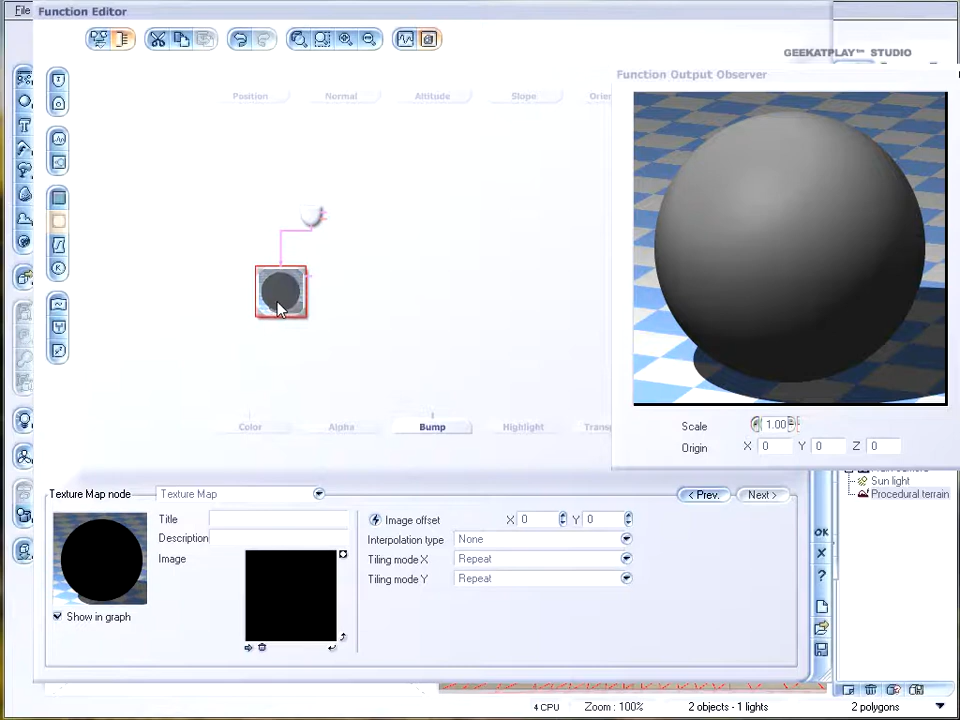 File
Function Editor
GEEKATPLAY™ STUDIO
Function Output Observer
Position
Normal
Altitude
Slope
Scale
1.00
Origin
X
0
Y
0
Z
0
Color
Alpha
Bump
Highlight
Sun light
Procedural terrain
Texture Map node
Texture Map
< Prev.
Next >
Title
Description
Image
Show in graph
Image offset
X
0
Y
0
Interpolation type
None
Tiling mode X
Repeat
Tiling mode Y
Repeat
OK
4 CPU
Zoom : 100%
2 objects - 1 lights
2 polygons